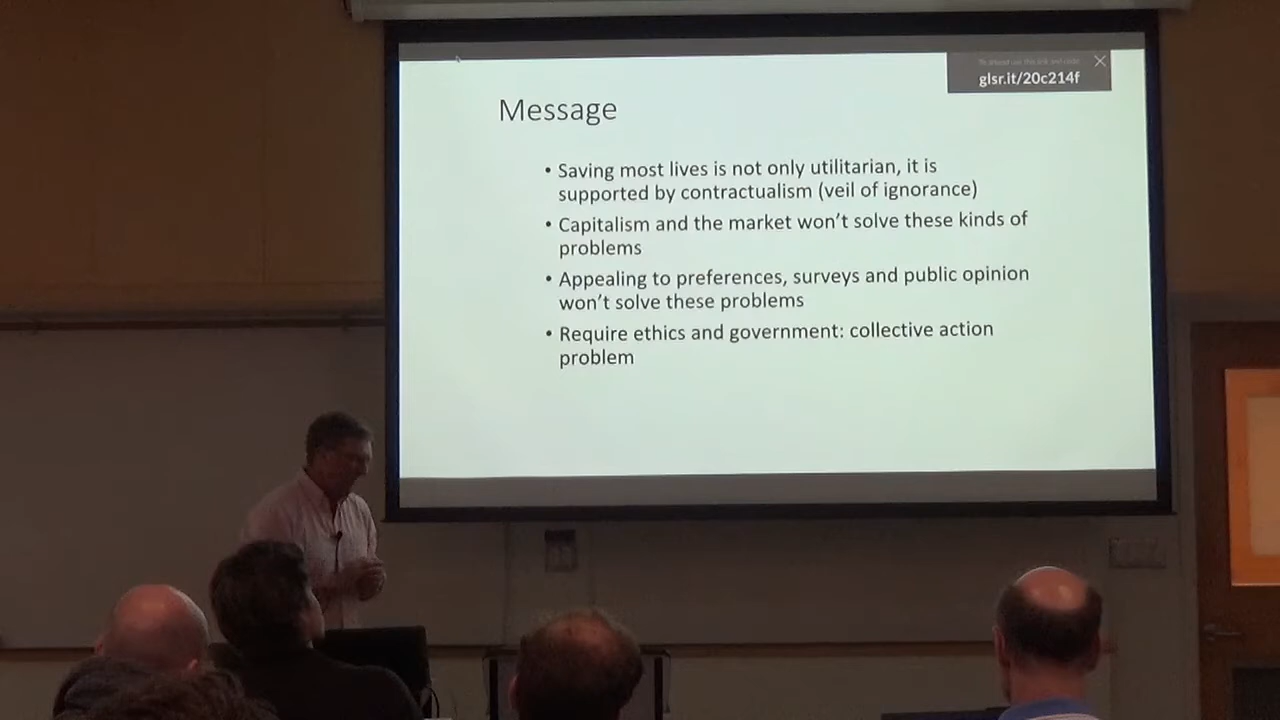 glsr.it/20c214f
Message
• Saving most lives is not only utilitarian, it is
supported by contractualism (veil of ignorance)
• Capitalism and the market won't solve these kinds of
problems
• Appealing to preferences, surveys and public opinion
won't solve these problems
• Require ethics and government: collective action
problem